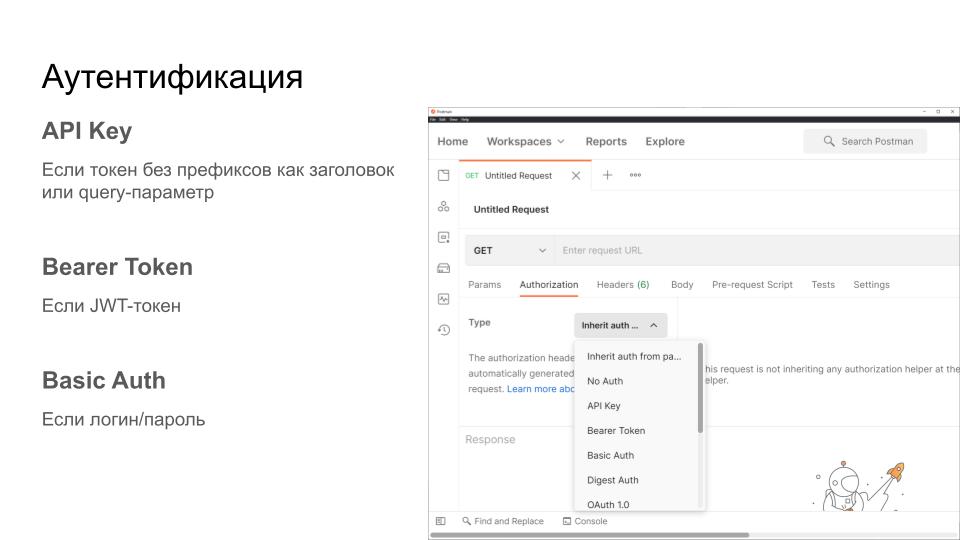 Аутентификация
API Key
Если токен без префиксов как заголовок
или query-параметр
Bearer Token
Если JWT-токен
Basic Auth
Если логин/пароль
Postman
File Edit View Help
Home Workspaces Reports Explore Search Postman
GET Untitled Request
Untitled Request
GET Enter request URL
Params Authorization Headers (6) Body Pre-request Script Tests Settings
Type Inherit auth ...
Inherit auth from pa...
No Auth
API Key
Bearer Token
Basic Auth
Digest Auth
OAuth 1.0
The authorization heade
automatically generated
request. Learn more abo
his request is not inheriting any authorization helper at the
elper.
Response
Find and Replace Console